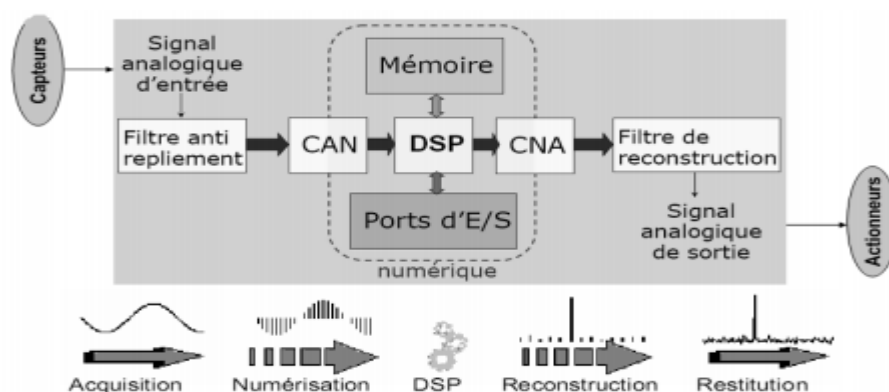 Capteurs
Signal
analogique
d'entrée
Filtre anti
repliement
CAN
Mémoire
DSP
Ports d'E/S
numérique
CNA
Filtre de
reconstruction
Signal
analogique
de sortie
Actionneurs
Acquisition
Numérisation
DSP
Reconstruction
Restitution